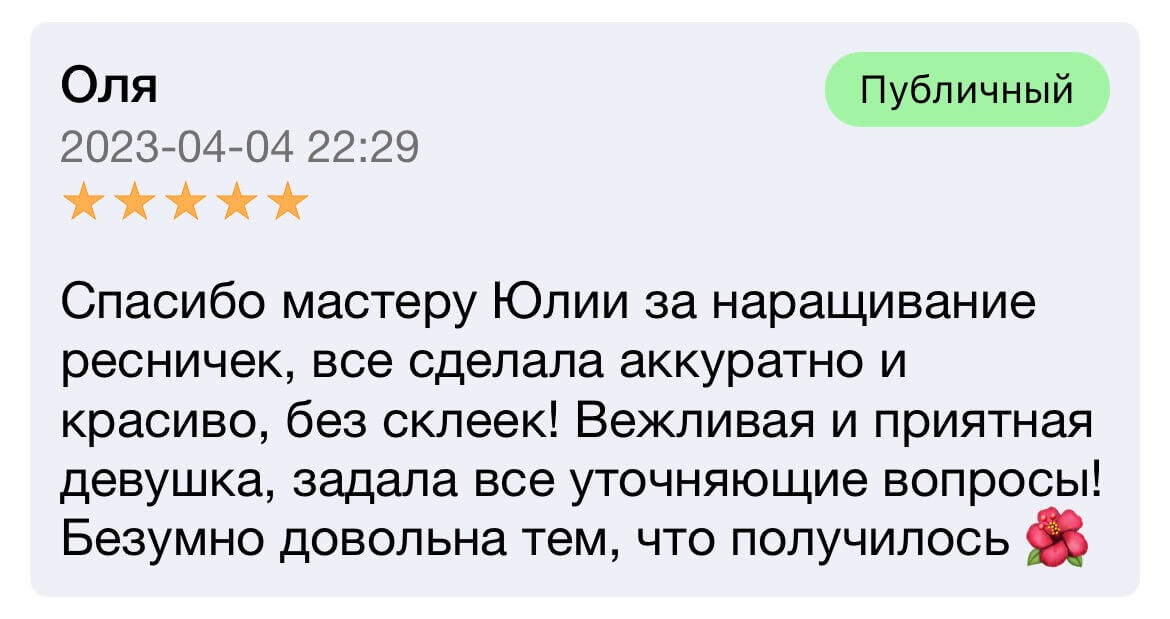 Оля
Публичный
2023-04-04 22:29
Спасибо мастеру Юлии за наращивание
ресничек, все сделала аккуратно и
красиво, без склеек! Вежливая и приятная
девушка, задала все уточняющие вопросы!
Безумно довольна тем, что получилось 🌺